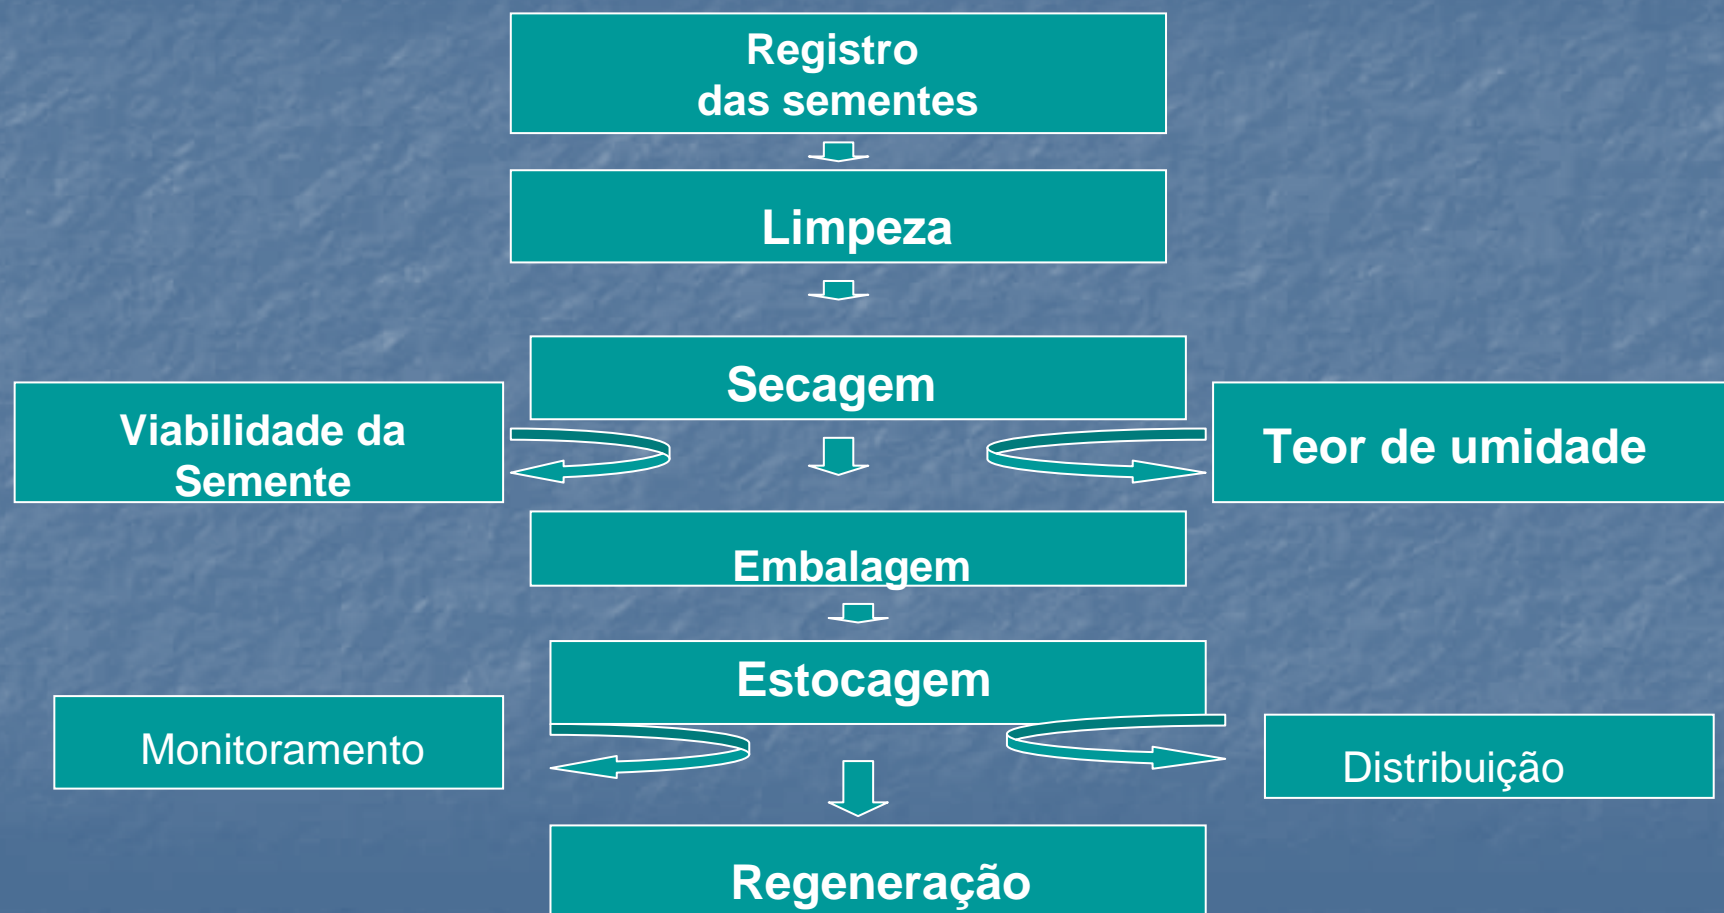 Registro
das sementes
Limpeza
Secagem
Viabilidade da
Semente
Teor de umidade
Embalagem
Estocagem
Monitoramento
Distribuição
Regeneração